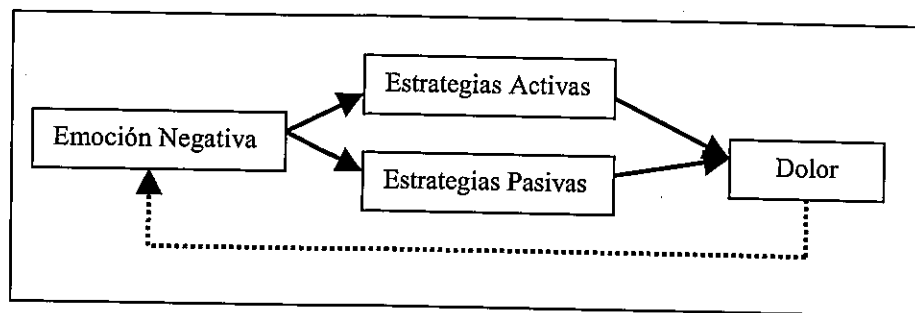 Estrategias Activas
Emoción Negativa
Estrategias Pasivas
Dolor